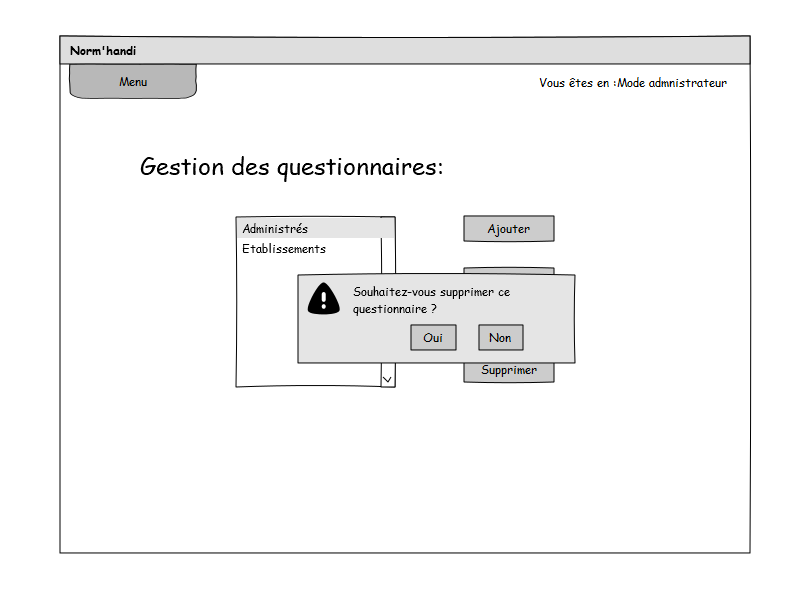 Norm'handi
Menu
Vous êtes en :Mode admnistrateur
Gestion des questionnaires:
Administrés
Etablissements
Ajouter
Souhaitez-vous supprimer ce
questionnaire ?
Oui
Non
Supprimer